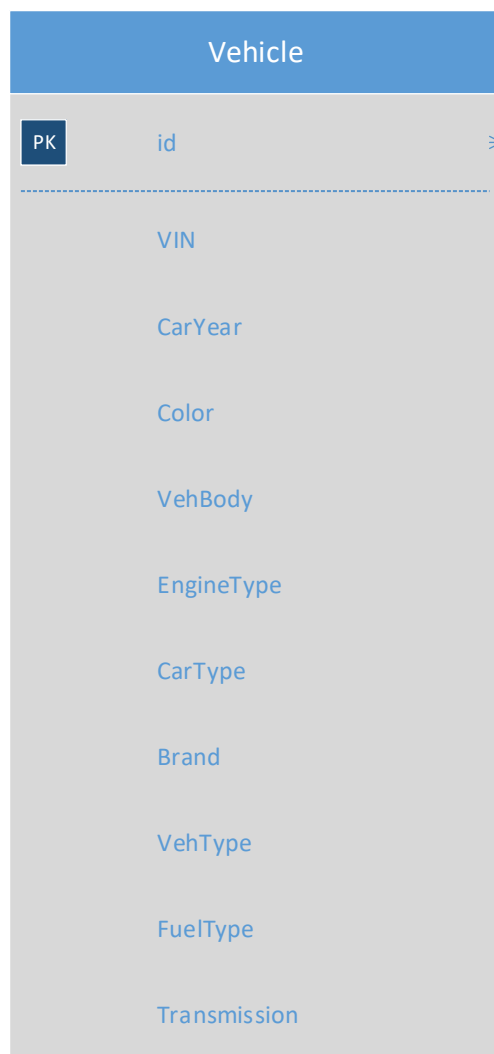 Vehicle
PK id
VIN
CarYear
Color
VehBody
EngineType
CarType
Brand
VehType
FuelType
Transmission